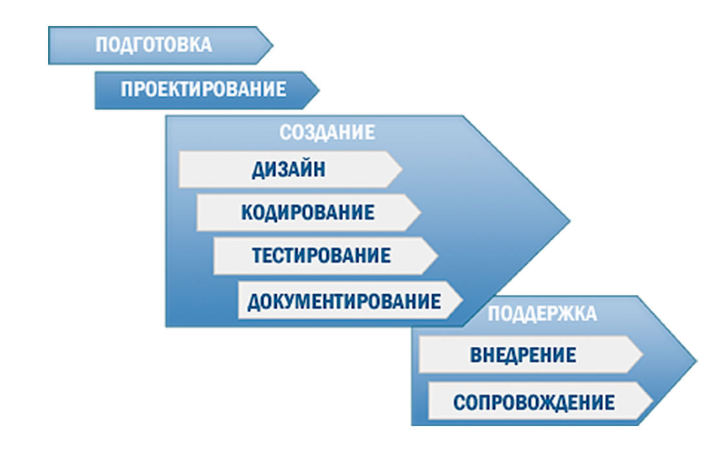 ПОДГОТОВКА
ПРОЕКТИРОВАНИЕ
СОЗДАНИЕ
ДИЗАЙН
КОДИРОВАНИЕ
ТЕСТИРОВАНИЕ
ДОКУМЕНТИРОВАНИЕ
ПОДДЕРЖКА
ВНЕДРЕНИЕ
СОПРОВОЖДЕНИЕ